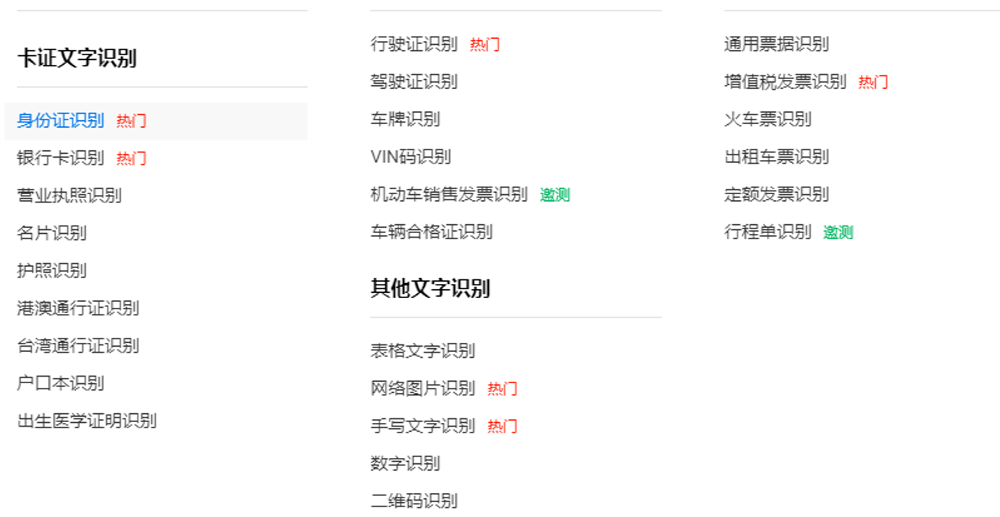 卡证文字识别
身份证识别 热门
银行卡识别 热门
营业执照识别
名片识别
护照识别
港澳通行证识别
台湾通行证识别
户口本识别
出生医学证明识别
行驶证识别 热门
驾驶证识别
车牌识别
VIN码识别
机动车销售发票识别 邀测
车辆合格证识别
其他文字识别
表格文字识别
网络图片识别 热门
手写文字识别 热门
数字识别
二维码识别
通用票据识别
增值税发票识别 热门
火车票识别
出租车票识别
定额发票识别
行程单识别 邀测